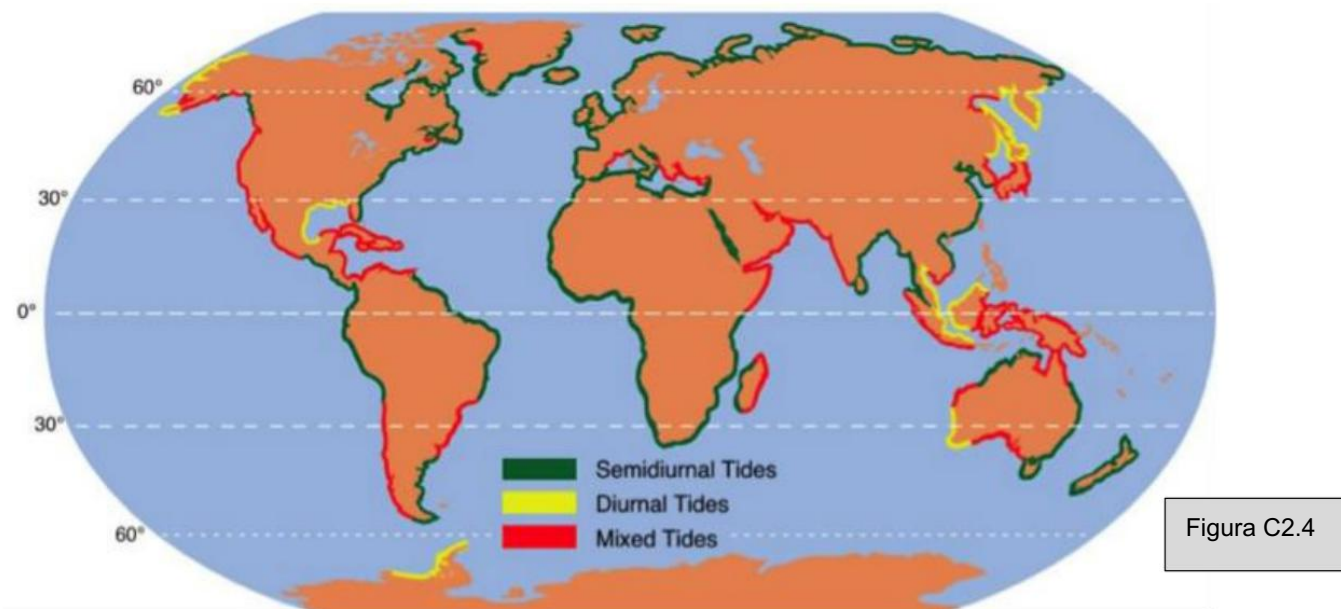 60°
30°
0°
30°
Semidiurnal Tides
Diurnal Tides
60°
Mixed Tides
Figura C2.4